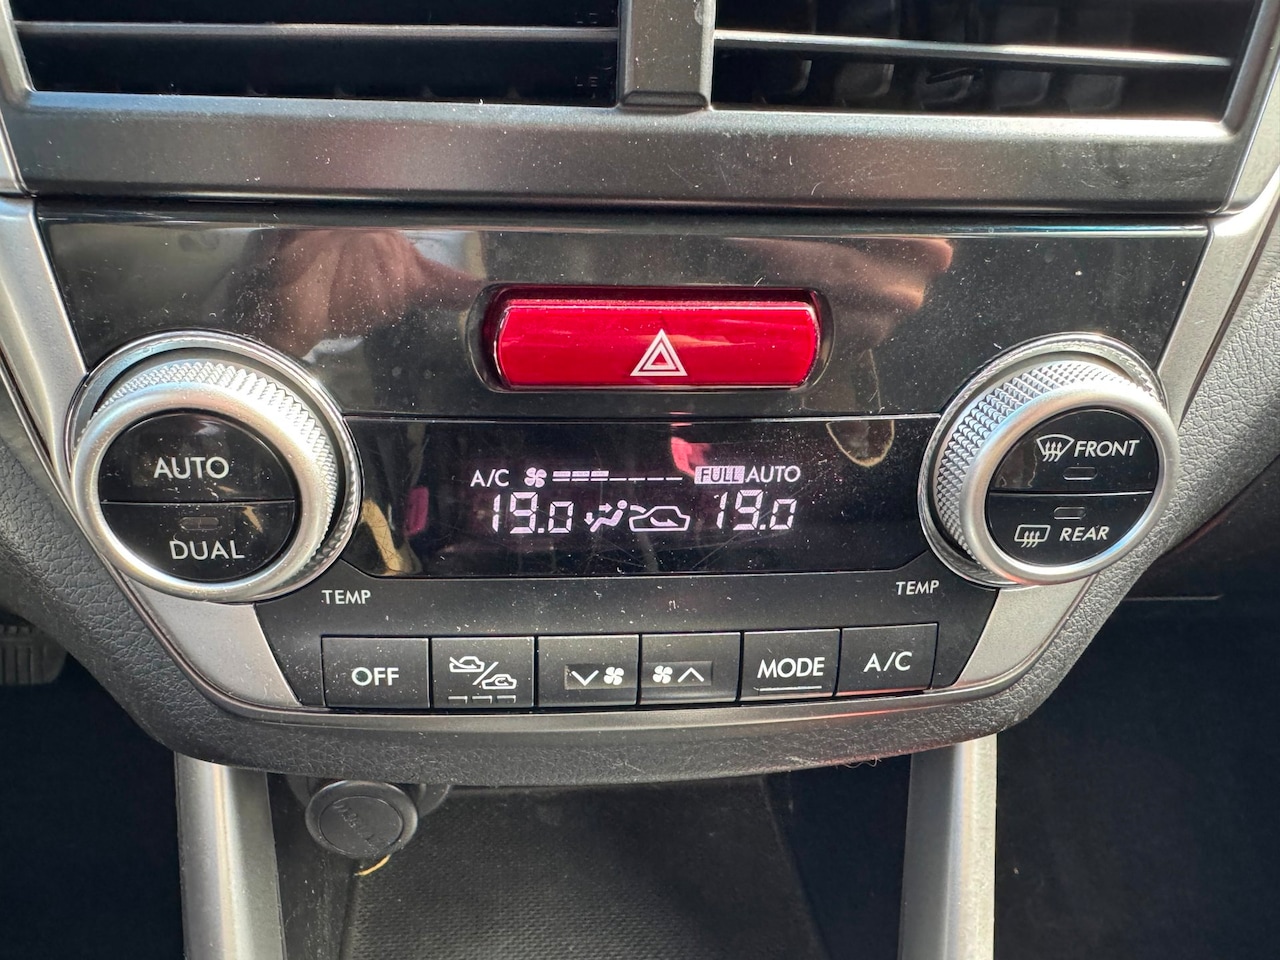 AUTO
DUAL
A/C FULL AUTO
19.0 19.0
FRONT
REAR
TEMP
TEMP
OFF
MODE
A/C